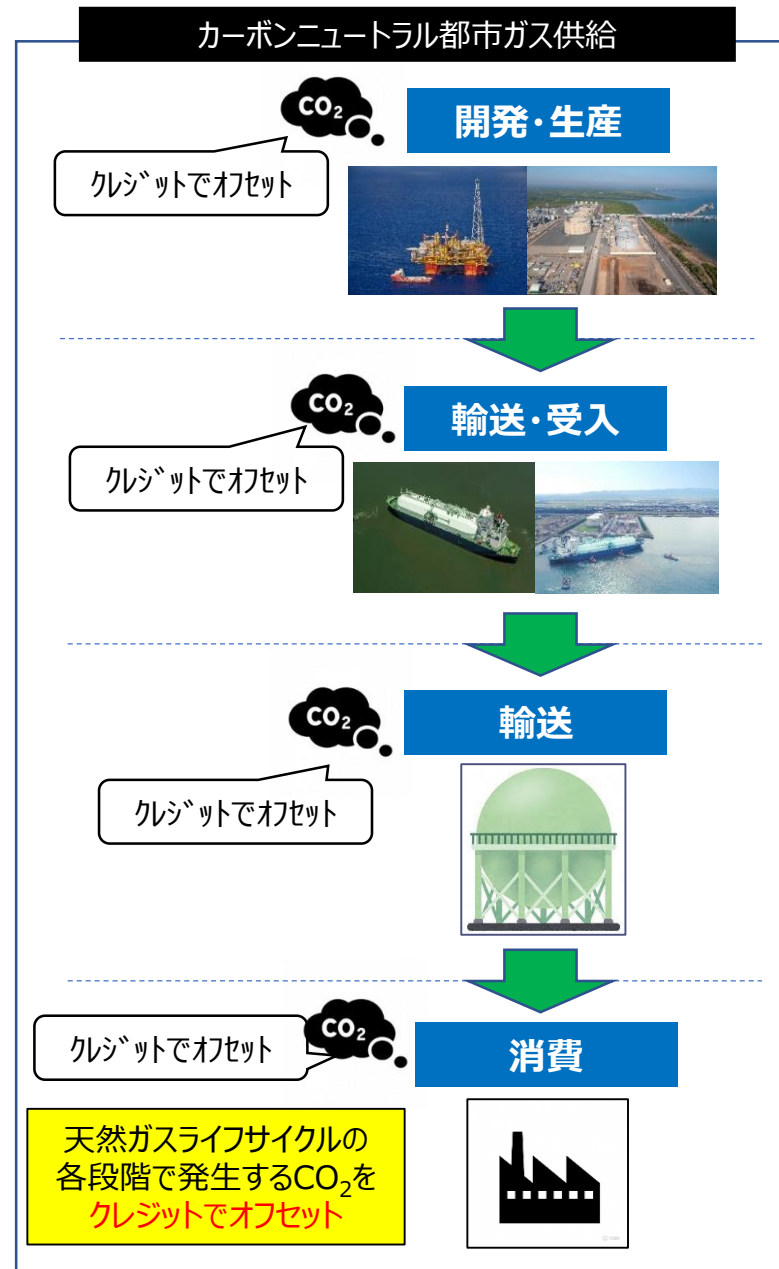 カーボンニュートラル都市ガス供給
CO₂
開発・生産
クレジットでオフセット
CO₂
輸送・受入
クレジットでオフセット
CO₂
輸送
クレジットでオフセット
CO₂
クレジットでオフセット
消費
天然ガスライフサイクルの
各段階で発生するCO₂を
クレジットでオフセット